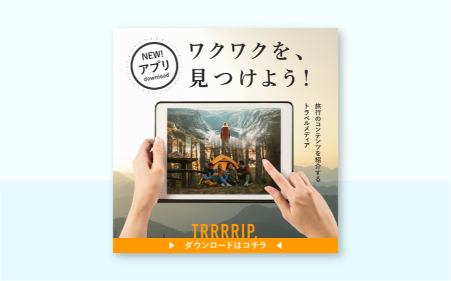 NEW!
アプリ
download
ワクワクを、
見つけよう！
旅行のコンテンツを紹介する
トラベルメディア
TRRRRIP.
▶ ダウンロードはコチラ ◀